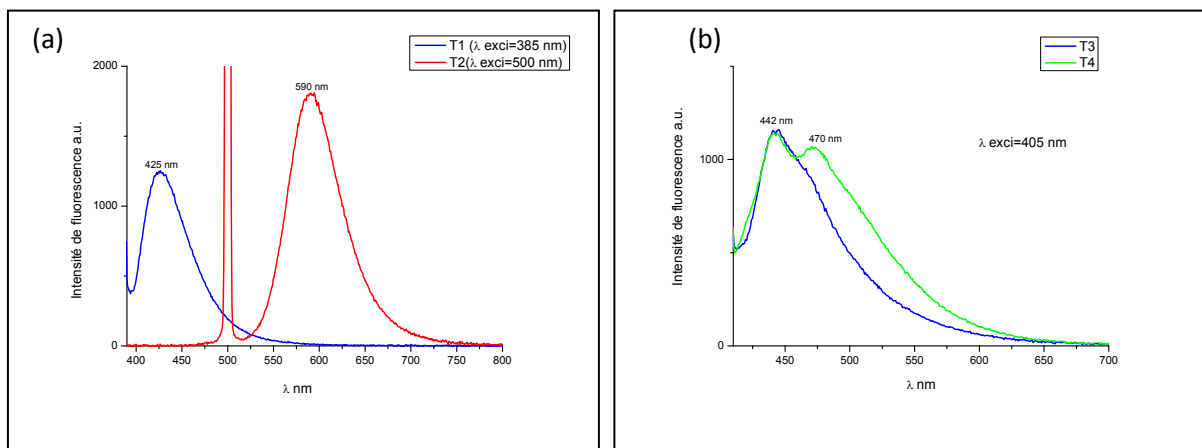 (a)
T1 (λ exci=385 nm)
T2(λ exci=500 nm)
2000
1000
0
Intensité de fluorescence a.u.
425 nm
590 nm
400 450 500 550 600 650 700 750 800
λ nm
(b)
T3
T4
1000
0
Intensité de fluorescence a.u.
442 nm
470 nm
λ exci=405 nm
450 500 550 600 650 700
λ nm